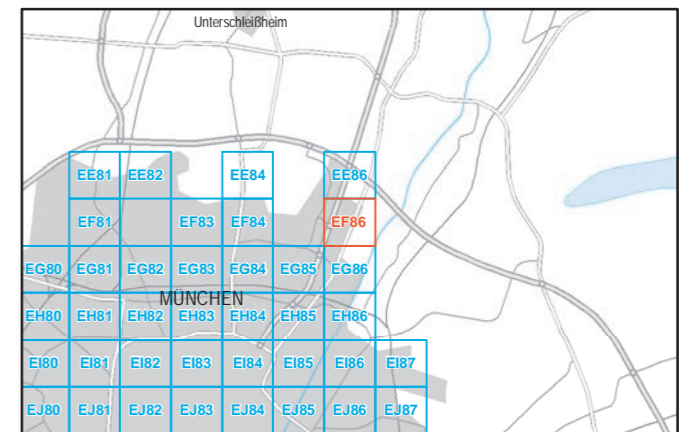 Unterschleißheim
EE81 EE82 EE84 EE86
EF81 EF83 EF84 EF86
EG80 EG81 EG82 EG83 EG84 EG85 EG86
MÜNCHEN
EH80 EH81 EH82 EH83 EH84 EH85 EH86
EI80 EI81 EI82 EI83 EI84 EI85 EI86 EI87
EJ80 EJ81 EJ82 EJ83 EJ84 EJ85 EJ86 EJ87